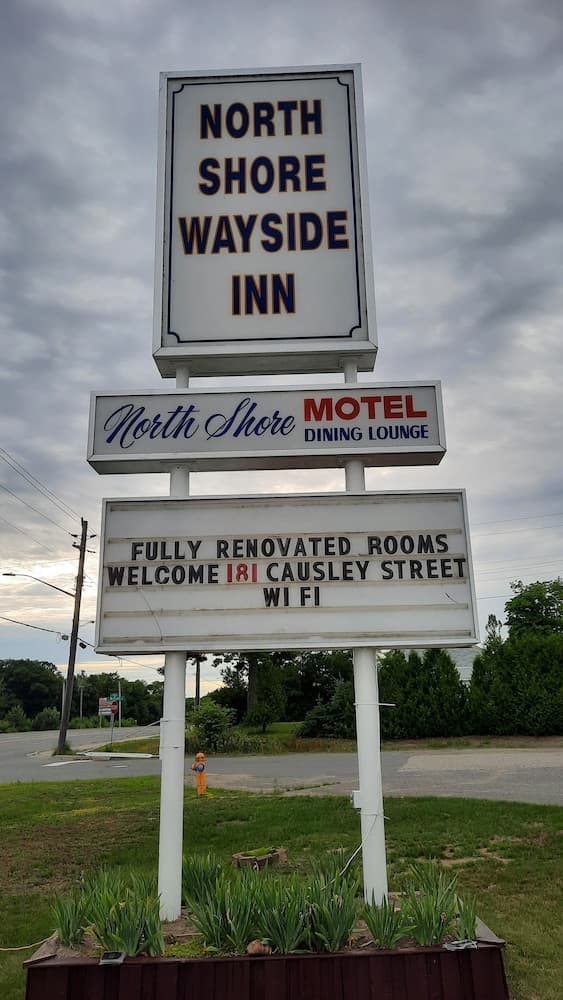 NORTH
SHORE
WAYSIDE
INN
North Shore MOTEL
DINING LOUNGE
FULLY RENOVATED ROOMS
WELCOME 181 CAUSLEY STREET
WI FI